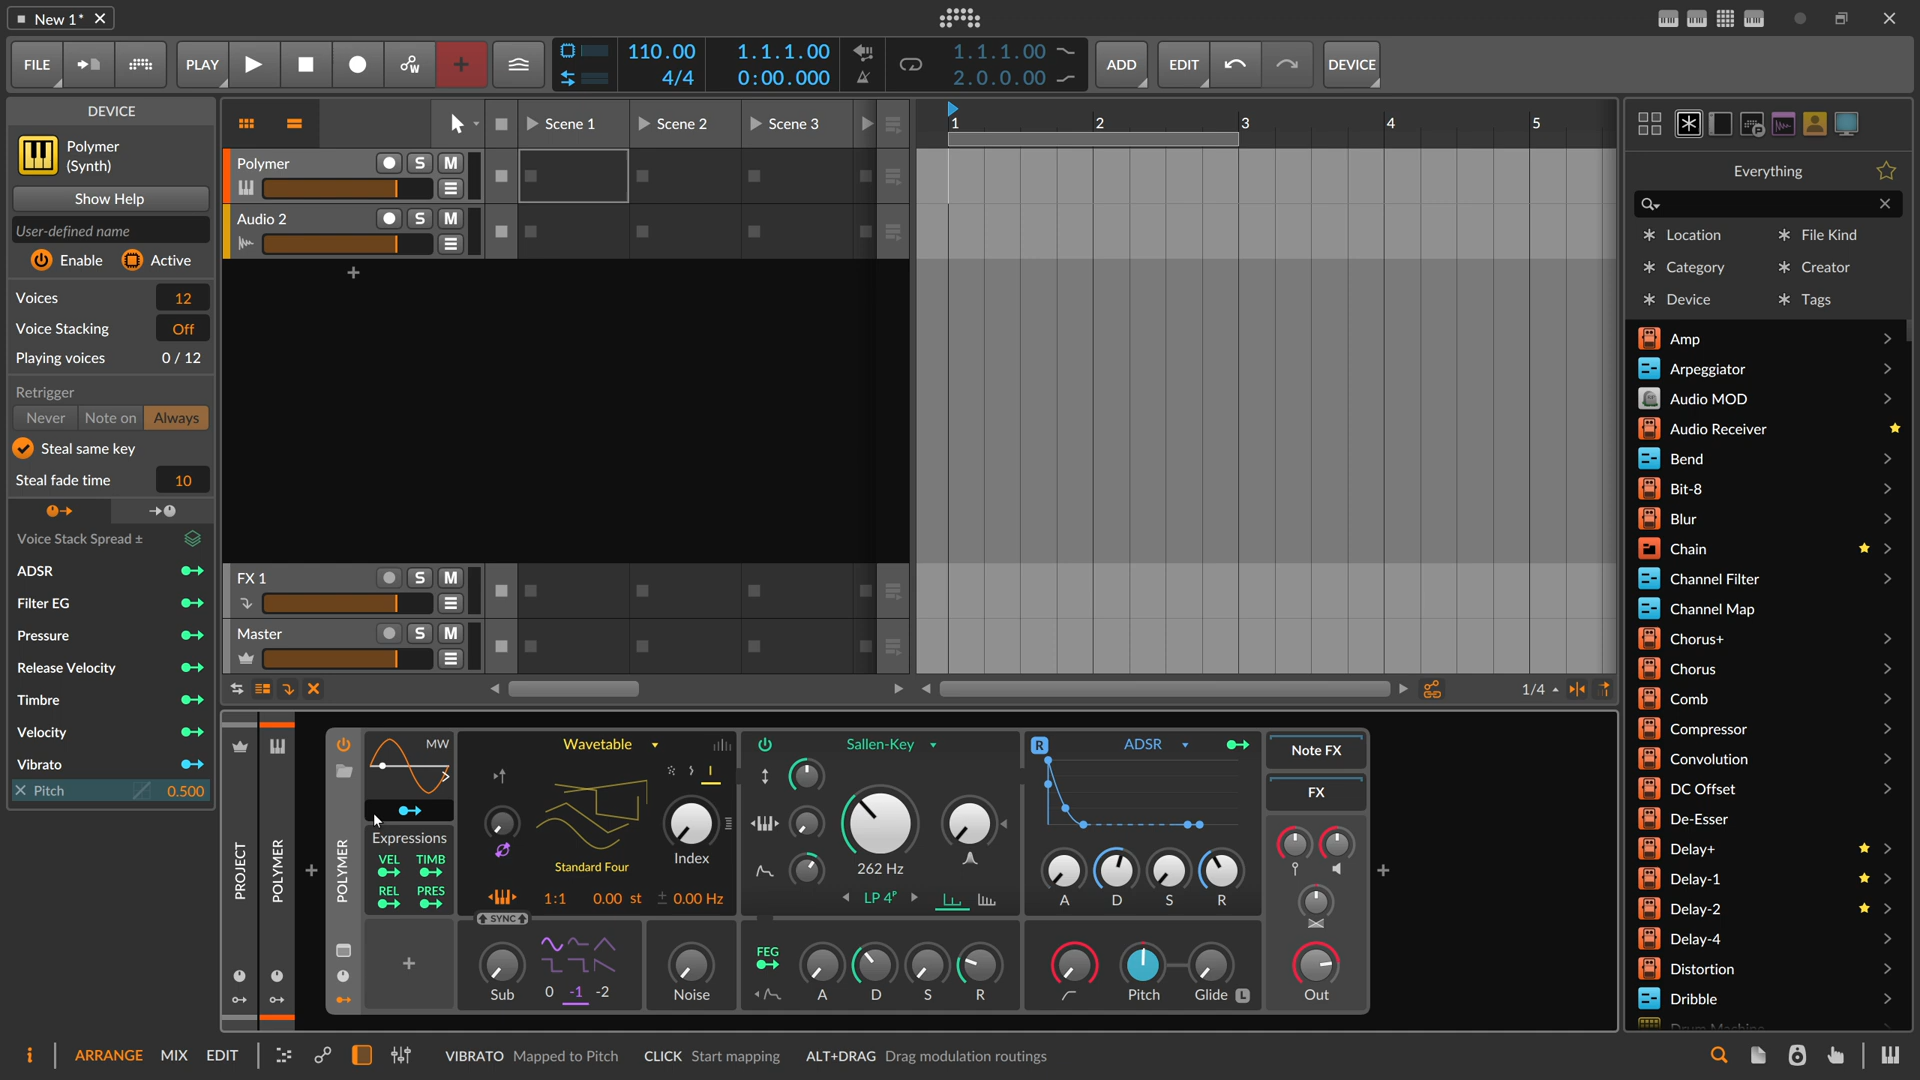 New 1*
FILE
PLAY
110.00
4/4
1.1.1.00
0:00.000
1.1.1.00
2.0.0.00
ADD
EDIT
DEVICE
DEVICE
Polymer
(Synth)
Show Help
User-defined name
Enable
Active
Voices 12
Voice Stacking Off
Playing voices 0 / 12
Retrigger
Never Note on Always
Steal same key
Steal fade time 10
Voice Stack Spread ±
ADSR
Filter EG
Pressure
Release Velocity
Timbre
Velocity
Vibrato
Pitch 0.500
Scene 1 Scene 2 Scene 3
Polymer S M
Audio 2 S M
+
FX 1 S M
Master S M
1 2 3 4 5
1/4
PROJECT
POLYMER
POLYMER
MW
Expressions
VEL TIMB
REL PRES
Wavetable
Standard Four
Index
1:1 0.00 st ± 0.00 Hz
SYNC
Sub
0 -1 -2
Noise
Sallen-Key
262 Hz
LP 4P
FEG
A D S R
R ADSR
A D S R
Pitch Glide L
Note FX
FX
Out
Everything
Location File Kind
Category Creator
Device Tags
Amp
Arpeggiator
Audio MOD
Audio Receiver
Bend
Bit-8
Blur
Chain
Channel Filter
Channel Map
Chorus+
Chorus
Comb
Compressor
Convolution
DC Offset
De-Esser
Delay+
Delay-1
Delay-2
Delay-4
Distortion
Dribble
Drum Machine
i ARRANGE MIX EDIT
VIBRATO Mapped to Pitch CLICK Start mapping ALT+DRAG Drag modulation routings